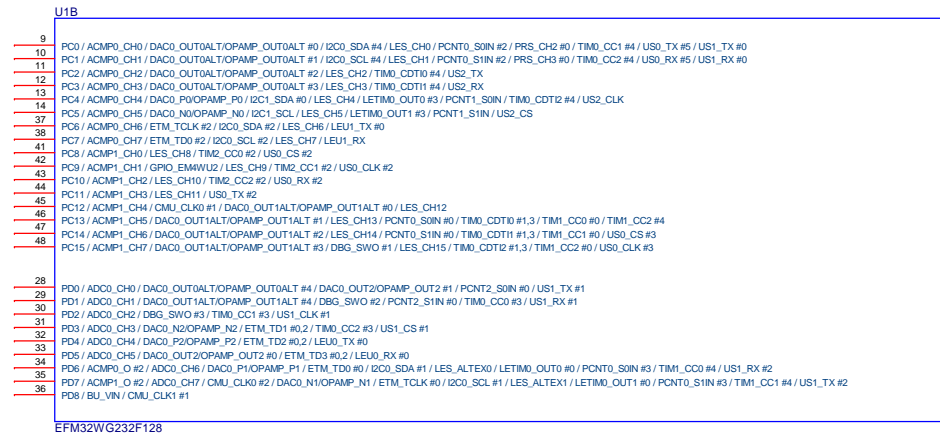 U1B
9 PC0 / ACMP0_CH0 / DAC0_OUT0ALT/OPAMP_OUT0ALT #0 / I2C0_SDA #4 / LES_CH0 / PCNT0_S0IN #2 / PRS_CH2 #0 / TIM0_CC1 #4 / US0_TX #5 / US1_TX #0
10 PC1 / ACMP0_CH1 / DAC0_OUT0ALT/OPAMP_OUT0ALT #1 / I2C0_SCL #4 / LES_CH1 / PCNT0_S1IN #2 / PRS_CH3 #0 / TIM0_CC2 #4 / US0_RX #5 / US1_RX #0
11 PC2 / ACMP0_CH2 / DAC0_OUT0ALT/OPAMP_OUT0ALT #2 / LES_CH2 / TIM0_CDTI0 #4 / US2_TX
12 PC3 / ACMP0_CH3 / DAC0_OUT0ALT/OPAMP_OUT0ALT #3 / LES_CH3 / TIM0_CDTI1 #4 / US2_RX
13 PC4 / ACMP0_CH4 / DAC0_P0/OPAMP_P0 / I2C1_SDA #0 / LES_CH4 / LETIM0_OUT0 #3 / PCNT1_S0IN / TIM0_CDTI2 #4 / US2_CLK
14 PC5 / ACMP0_CH5 / DAC0_N0/OPAMP_N0 / I2C1_SCL / LES_CH5 / LETIM0_OUT1 #3 / PCNT1_S1IN / US2_CS
37 PC6 / ACMP0_CH6 / ETM_TCLK #2 / I2C0_SDA #2 / LES_CH6 / LEU1_TX #0
38 PC7 / ACMP0_CH7 / ETM_TD0 #2 / I2C0_SCL #2 / LES_CH7 / LEU1_RX
41 PC8 / ACMP1_CH0 / LES_CH8 / TIM2_CC0 #2 / US0_CS #2
42 PC9 / ACMP1_CH1 / GPIO_EM4WU2 / LES_CH9 / TIM2_CC1 #2 / US0_CLK #2
43 PC10 / ACMP1_CH2 / LES_CH10 / TIM2_CC2 #2 / US0_RX #2
44 PC11 / ACMP1_CH3 / LES_CH11 / US0_TX #2
45 PC12 / ACMP1_CH4 / CMU_CLK0 #1 / DAC0_OUT1ALT/OPAMP_OUT1ALT #0 / LES_CH12
46 PC13 / ACMP1_CH5 / DAC0_OUT1ALT/OPAMP_OUT1ALT #1 / LES_CH13 / PCNT0_S0IN #0 / TIM0_CDTI0 #1,3 / TIM1_CC0 #0 / TIM1_CC2 #4
47 PC14 / ACMP1_CH6 / DAC0_OUT1ALT/OPAMP_OUT1ALT #2 / LES_CH14 / PCNT0_S1IN #0 / TIM0_CDTI1 #1,3 / TIM1_CC1 #0 / US0_CS #3
48 PC15 / ACMP1_CH7 / DAC0_OUT1ALT/OPAMP_OUT1ALT #3 / DBG_SWO #1 / LES_CH15 / TIM0_CDTI2 #1,3 / TIM1_CC2 #0 / US0_CLK #3
28 PD0 / ADC0_CH0 / DAC0_OUT0ALT/OPAMP_OUT0ALT #4 / DAC0_OUT2/OPAMP_OUT2 #1 / PCNT2_S0IN #0 / US1_TX #1
29 PD1 / ADC0_CH1 / DAC0_OUT1ALT/OPAMP_OUT1ALT #4 / DBG_SWO #2 / PCNT2_S1IN #0 / TIM0_CC0 #3 / US1_RX #1
30 PD2 / ADC0_CH2 / DBG_SWO #3 / TIM0_CC1 #3 / US1_CLK #1
31 PD3 / ADC0_CH3 / DAC0_N2/OPAMP_N2 / ETM_TD1 #0,2 / TIM0_CC2 #3 / US1_CS #1
32 PD4 / ADC0_CH4 / DAC0_P2/OPAMP_P2 / ETM_TD2 #0,2 / LEU0_TX #0
33 PD5 / ADC0_CH5 / DAC0_OUT2/OPAMP_OUT2 #0 / ETM_TD3 #0,2 / LEU0_RX #0
34 PD6 / ACMP0_O #2 / ADC0_CH6 / DAC0_P1/OPAMP_P1 / ETM_TD0 #0 / I2C0_SDA #1 / LES_ALTEX0 / LETIM0_OUT0 #0 / PCNT0_S0IN #3 / TIM1_CC0 #4 / US1_RX #2
35 PD7 / ACMP1_O #2 / ADC0_CH7 / CMU_CLK0 #2 / DAC0_N1/OPAMP_N1 / ETM_TCLK #0 / I2C0_SCL #1 / LES_ALTEX1 / LETIM0_OUT1 #0 / PCNT0_S1IN #3 / TIM1_CC1 #4 / US1_TX #2
36 PD8 / BU_VIN / CMU_CLK1 #1
EFM32WG232F128